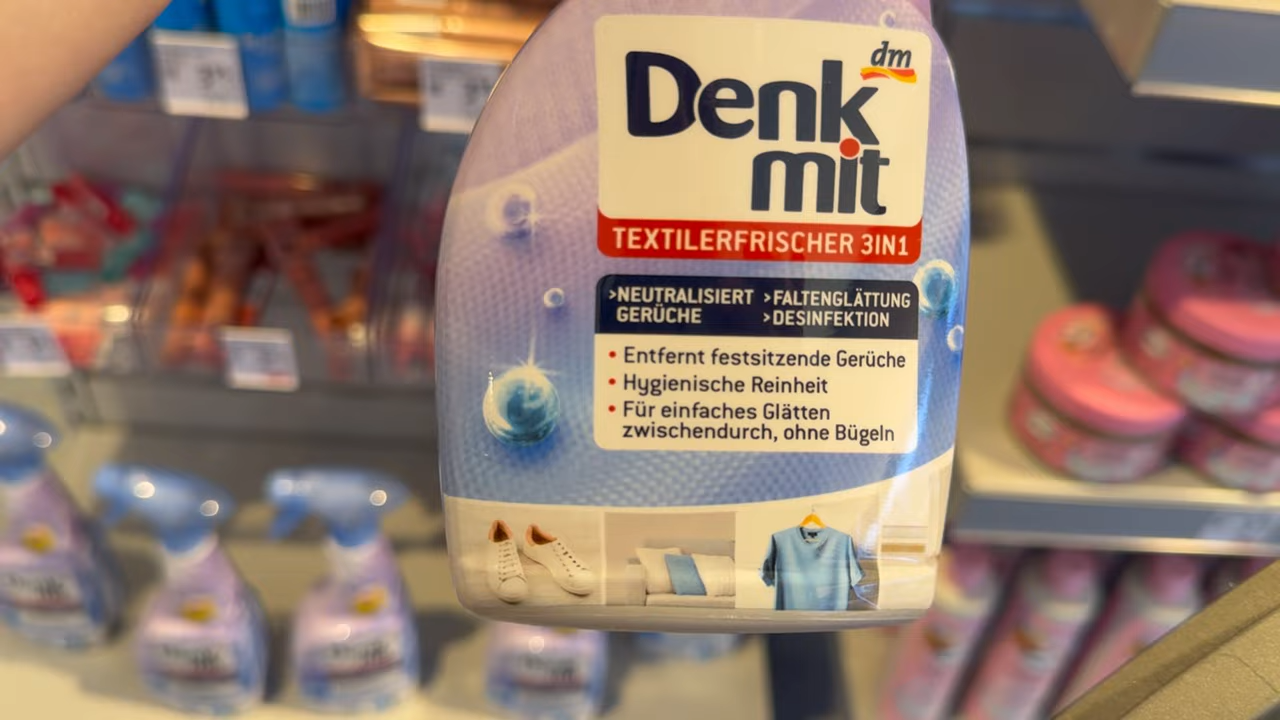 dm
Denk
mit
TEXTILERFRISCHER 3IN1
>NEUTRALISIERT >FALTENGLÄTTUNG
GERÜCHE >DESINFEKTION
• Entfernt festsitzende Gerüche
• Hygienische Reinheit
• Für einfaches Glätten
zwischendurch, ohne Bügeln